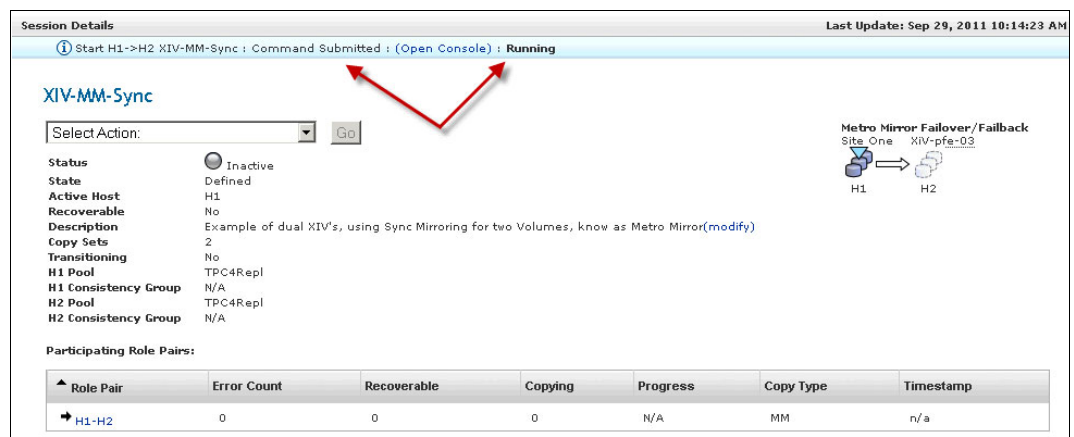 Session Details Last Update: Sep 29, 2011 10:14:23 AM
Start H1->H2 XIV-MM-Sync : Command Submitted : (Open Console) : Running
XIV-MM-Sync
Select Action: Go
Metro Mirror Failover/Failback
Site One XIV-pfe-03
H1 H2
Status Inactive
State Defined
Active Host H1
Recoverable No
Description Example of dual XIV's, using Sync Mirroring for two Volumes, know as Metro Mirror(modify)
Copy Sets 2
Transitioning No
H1 Pool TPC4Repl
H1 Consistency Group N/A
H2 Pool TPC4Repl
H2 Consistency Group N/A
Participating Role Pairs:
Role Pair Error Count Recoverable Copying Progress Copy Type Timestamp
H1-H2 0 0 0 N/A MM n/a